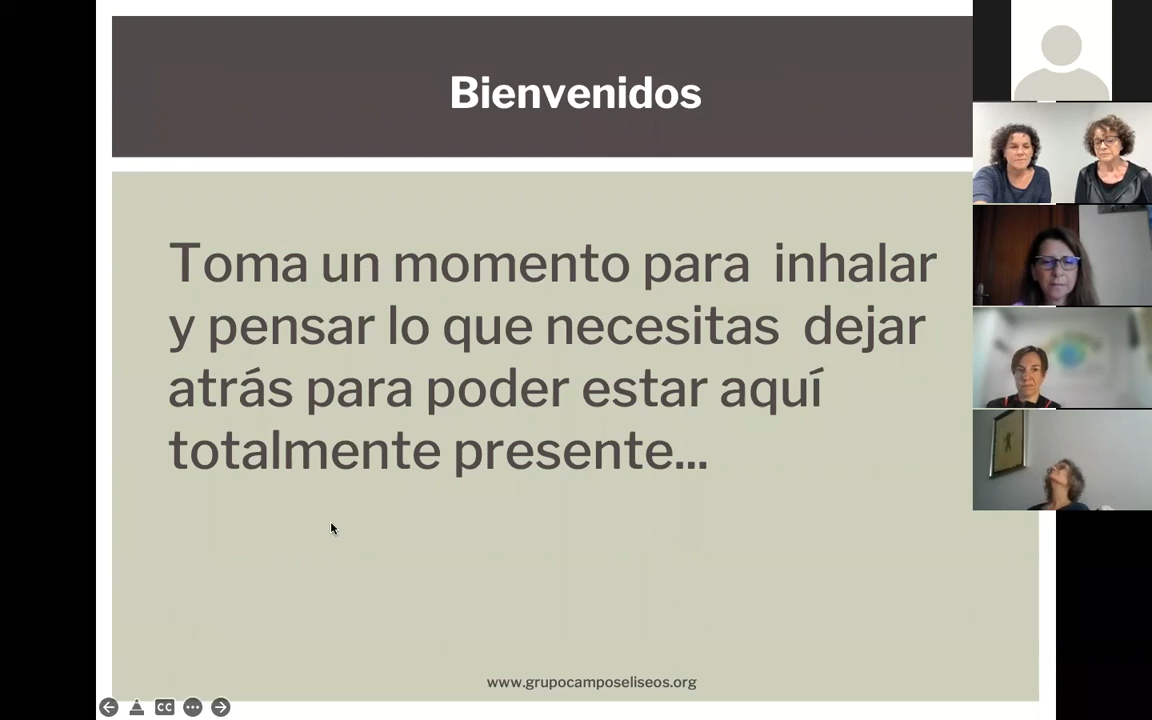 Bienvenidos
Toma un momento para  inhalar
y pensar lo que necesitas  dejar
atrás para poder estar aquí
totalmente presente...
www.grupocamposeliseos.org
CC